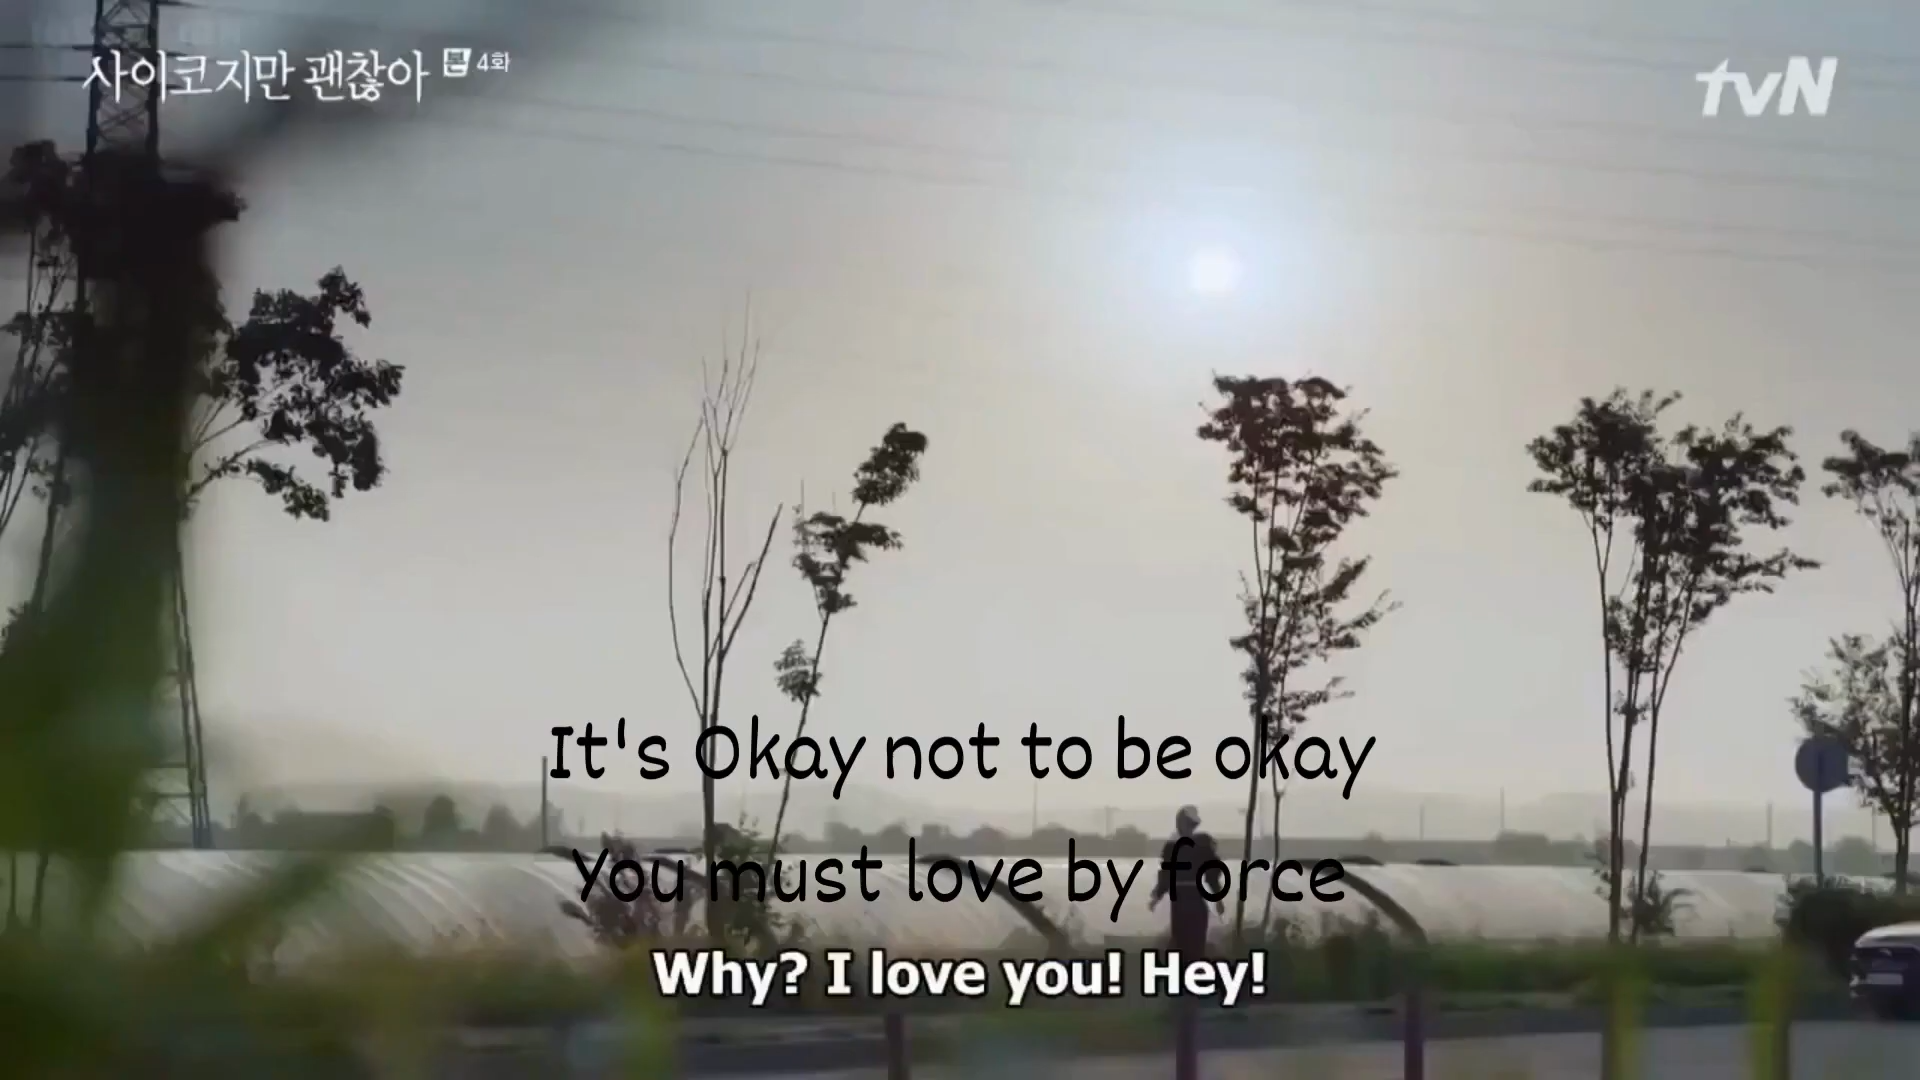 사이코지만 괜찮아 본 4화
tvN
It's Okay not to be okay
You must love by force
Why? I love you! Hey!